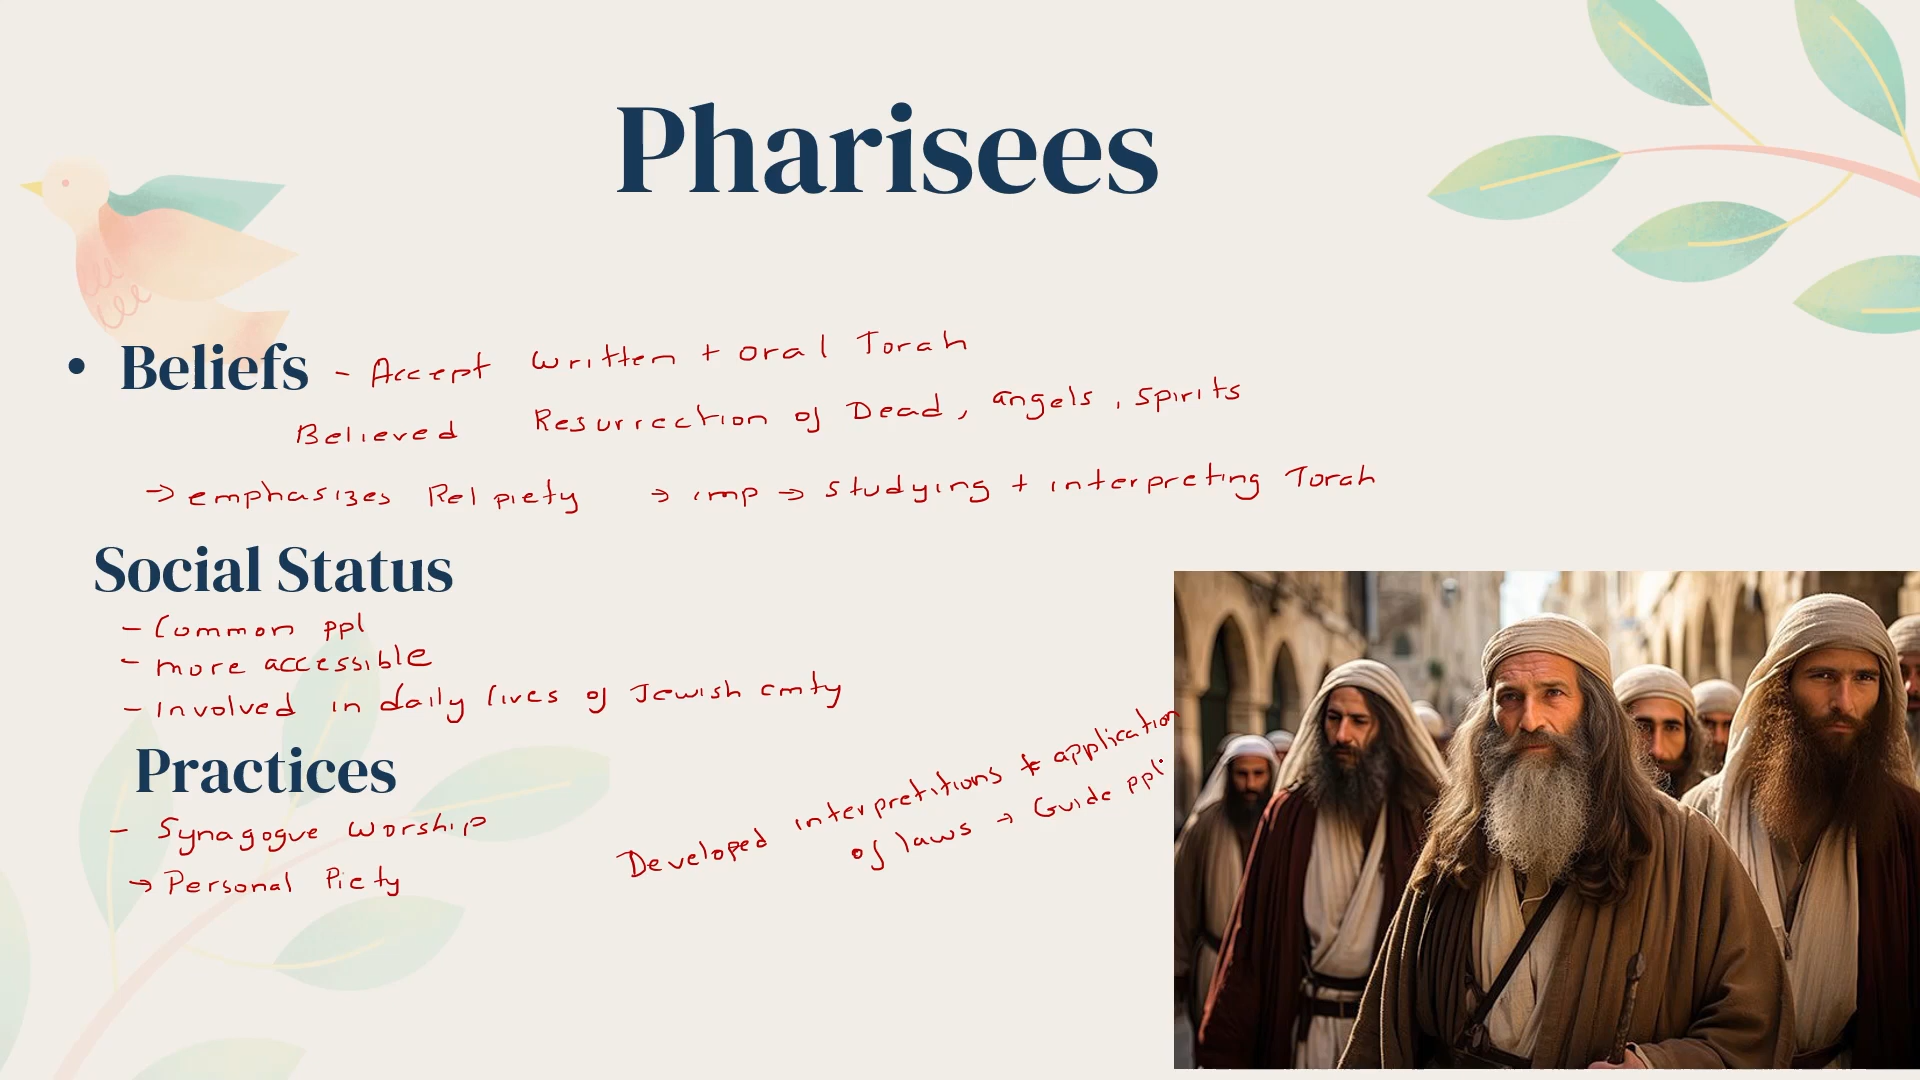 Pharisees
• Beliefs - Accept written + oral Torah
Believed Resurrection of Dead, angels, spirits
→ emphasizes Rel piety → imp → studying + interpreting Torah
Social Status
- Common ppl
- more accessible
- Involved in daily lives of Jewish cmty
Practices
- Synagogue worship
→ Personal Piety
Developed interpretitions & application
of laws → Guide ppl.